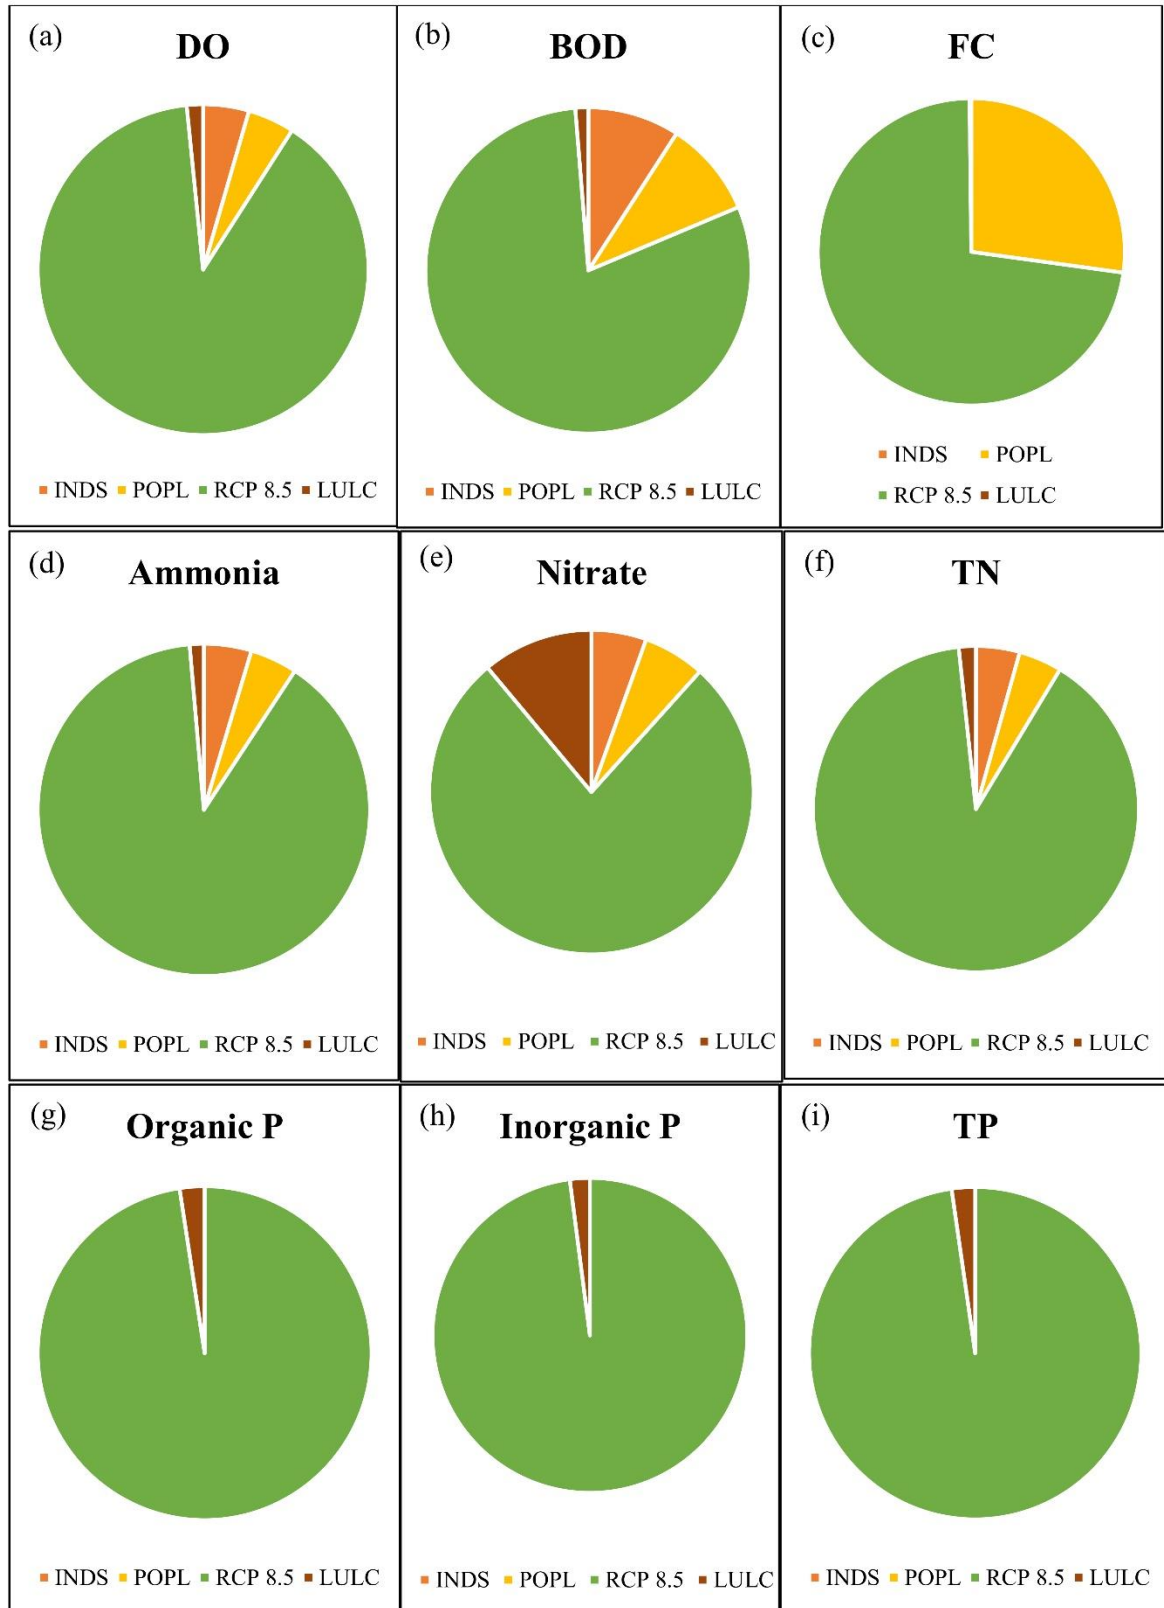 (a)
DO
INDS POPL RCP 8.5 LULC
(b)
BOD
INDS POPL RCP 8.5 LULC
(c)
FC
INDS POPL
RCP 8.5 LULC
(d)
Ammonia
INDS POPL RCP 8.5 LULC
(e)
Nitrate
INDS POPL RCP 8.5 LULC
(f)
TN
INDS POPL RCP 8.5 LULC
(g)
Organic P
INDS POPL RCP 8.5 LULC
(h)
Inorganic P
INDS POPL RCP 8.5 LULC
(i)
TP
INDS POPL RCP 8.5 LULC